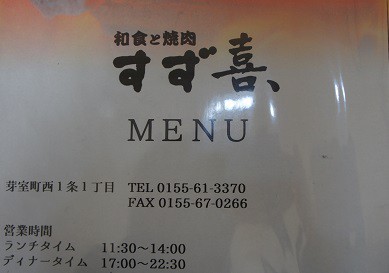 和食と焼肉
すず喜、
MENU
芽室町西1条1丁目 TEL 0155-61-3370
FAX 0155-67-0266
営業時間
ランチタイム 11:30～14:00
ディナータイム 17:00～22:30